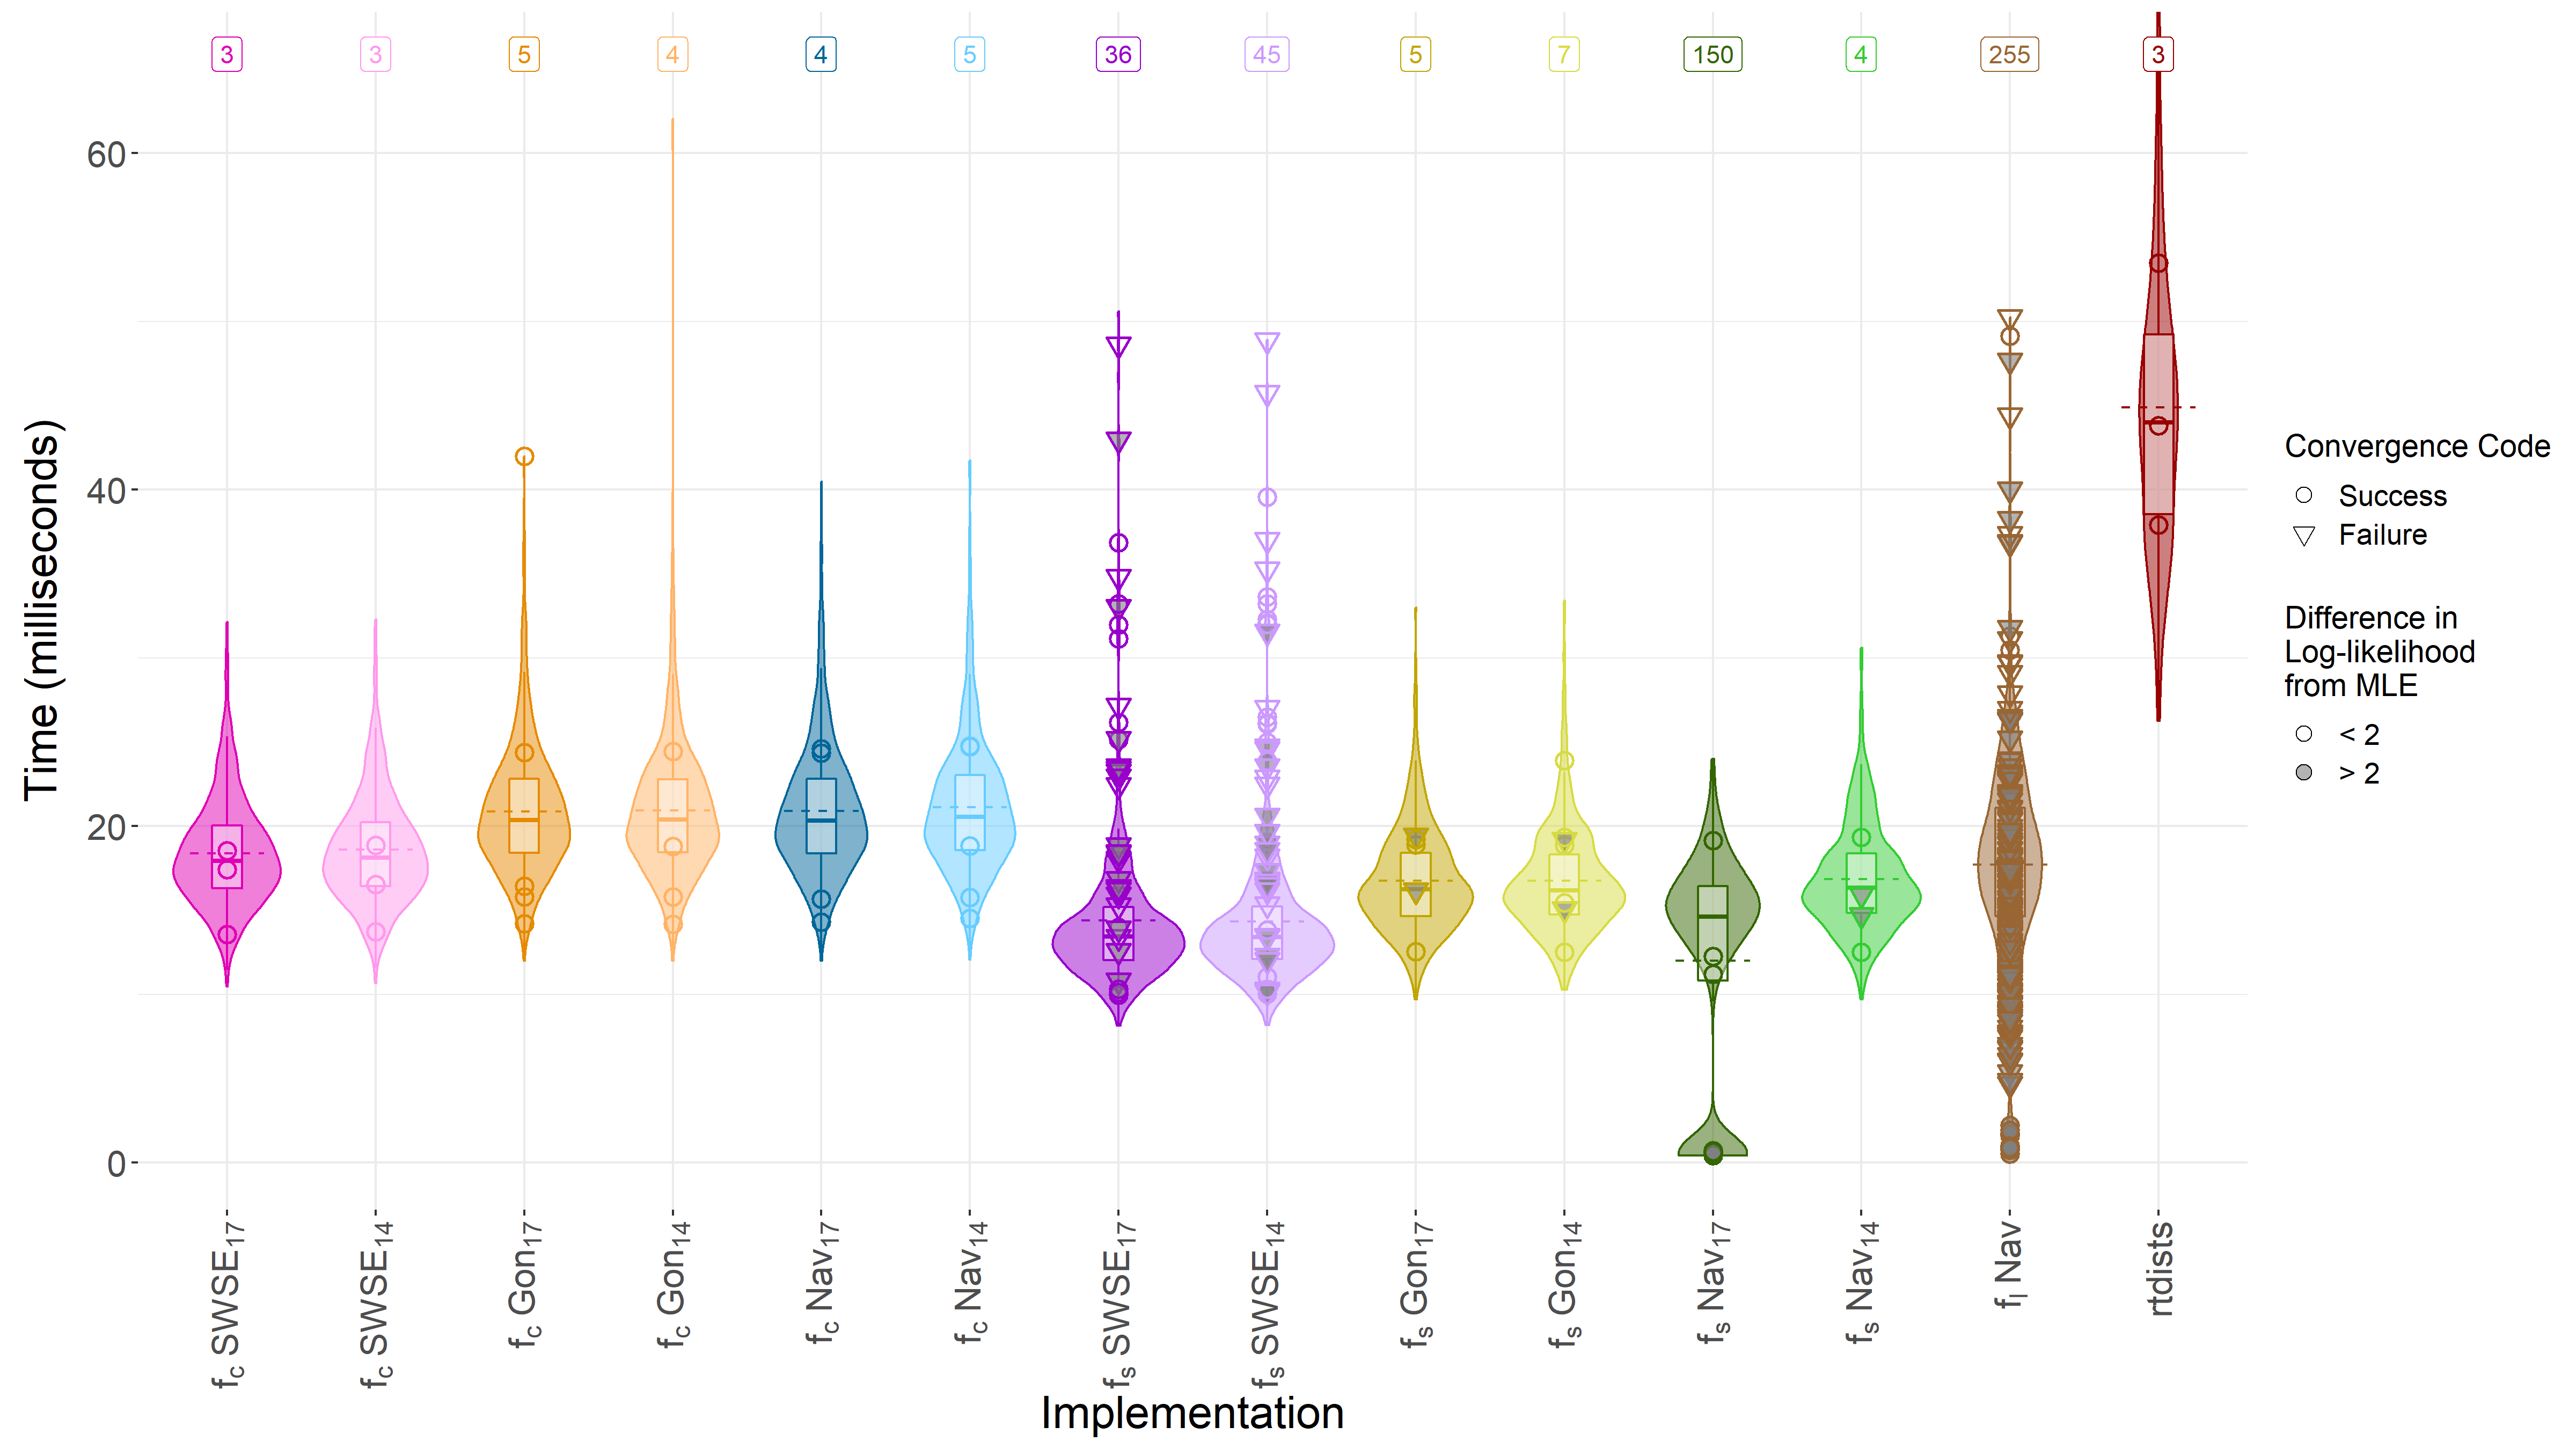 3 3 5 4 4 5 36 45 5 7 150 4 255 3
60
40
20
0
Time (milliseconds)
f_c SWSE_17
f_c SWSE_14
f_c Gon_17
f_c Gon_14
f_c Nav_17
f_c Nav_14
f_s SWSE_17
f_s SWSE_14
f_s Gon_17
f_s Gon_14
f_s Nav_17
f_s Nav_14
f_l Nav
rtdists
Implementation
Convergence Code
Success
Failure
Difference in
Log-likelihood
from MLE
< 2
> 2